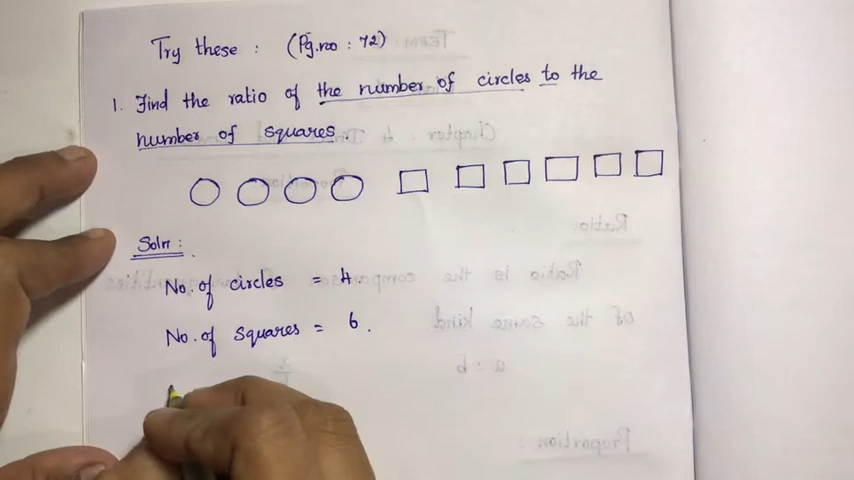 Try these : (Pg.no : 72)
1. Find the ratio of the number of circles to the
number of squares.
Soln :
No. of circles = 4.
No. of squares = 6.